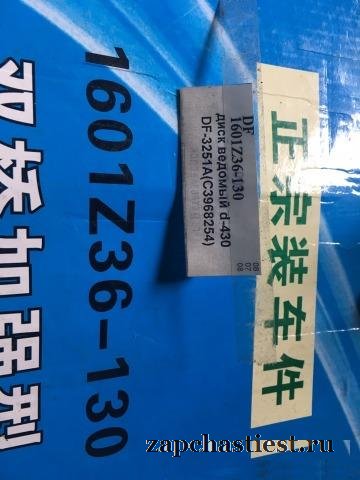 正宗装车件
DF
1601Z36-130
диск ведомый d-430
DF-3251A(C3968254)
1601Z36-130
双桥加强型
zapchastiest.ru